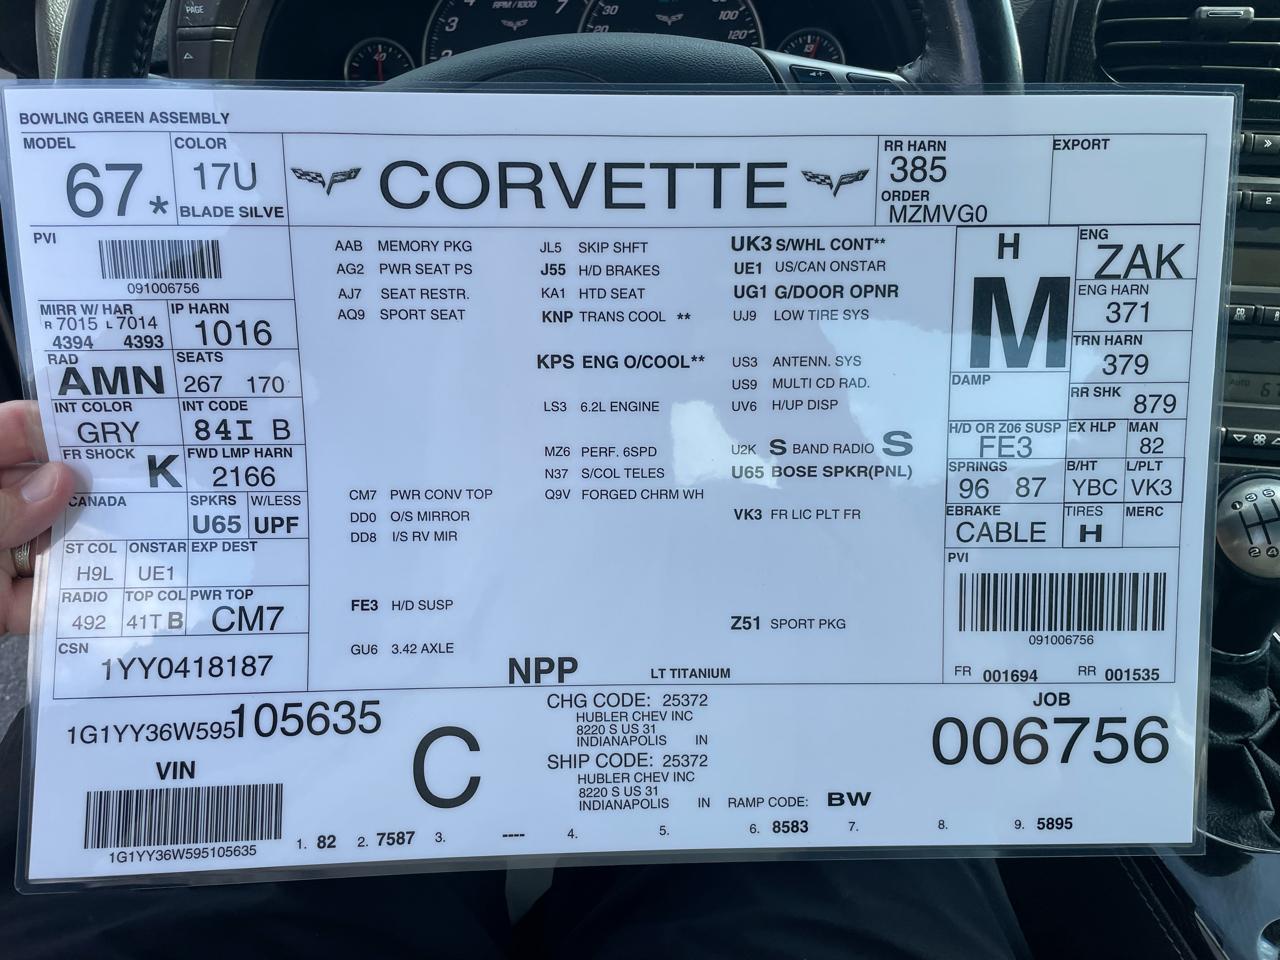 PAGE
RPM/1000
30
20
100
120
BOWLING GREEN ASSEMBLY
MODEL
67*
COLOR
17U
BLADE SILVE
CORVETTE
RR HARN
385
ORDER
MZMVG0
EXPORT
PVI
091006756
MIRR W/ HAR
R 7015 L 7014
4394 4393
IP HARN
1016
RAD
AMN
SEATS
267 170
INT COLOR
GRY
INT CODE
84I B
FR SHOCK
K
FWD LMP HARN
2166
CANADA
SPKRS
U65
W/LESS
UPF
ST COL
H9L
ONSTAR
UE1
EXP DEST
RADIO
492
TOP COL
41T B
PWR TOP
CM7
CSN
1YY0418187
AAB MEMORY PKG
AG2 PWR SEAT PS
AJ7 SEAT RESTR.
AQ9 SPORT SEAT
CM7 PWR CONV TOP
DD0 O/S MIRROR
DD8 I/S RV MIR
FE3 H/D SUSP
GU6 3.42 AXLE
JL5 SKIP SHFT
J55 H/D BRAKES
KA1 HTD SEAT
KNP TRANS COOL **
KPS ENG O/COOL**
LS3 6.2L ENGINE
MZ6 PERF. 6SPD
N37 S/COL TELES
Q9V FORGED CHRM WH
NPP LT TITANIUM
UK3 S/WHL CONT**
UE1 US/CAN ONSTAR
UG1 G/DOOR OPNR
UJ9 LOW TIRE SYS
US3 ANTENN. SYS
US9 MULTI CD RAD.
UV6 H/UP DISP
U2K S BAND RADIO S
U65 BOSE SPKR(PNL)
VK3 FR LIC PLT FR
Z51 SPORT PKG
H
M
DAMP
ENG
ZAK
ENG HARN
371
TRN HARN
379
RR SHK
879
H/D OR Z06 SUSP
FE3
EX HLP
MAN
82
SPRINGS
96 87
B/HT
YBC
L/PLT
VK3
EBRAKE
CABLE
TIRES
H
MERC
PVI
091006756
FR 001694 RR 001535
1G1YY36W595105635
VIN
1G1YY36W595105635
C
CHG CODE: 25372
HUBLER CHEV INC
8220 S US 31
INDIANAPOLIS IN
SHIP CODE: 25372
HUBLER CHEV INC
8220 S US 31
INDIANAPOLIS IN
RAMP CODE: BW
JOB
006756
1. 82 2. 7587 3. ---- 4. 5. 6. 8583 7. 8. 9. 5895